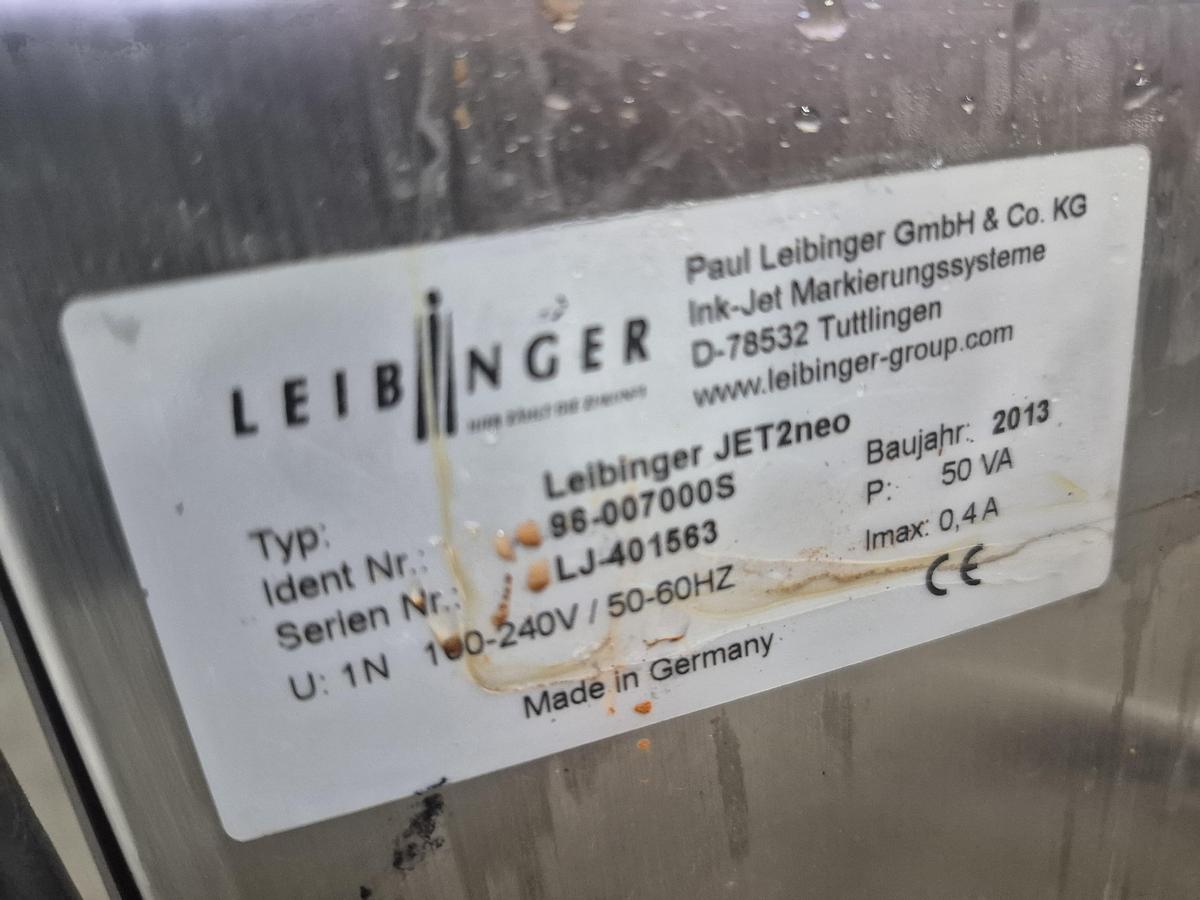 LEIBINGER
Paul Leibinger GmbH & Co. KG
Ink-Jet Markierungssysteme
D-78532 Tuttlingen
www.leibinger-group.com
Typ: Leibinger JET2neo
Ident Nr.: 96-007000S
Serien Nr.: LJ-401563
U: 1N 100-240V / 50-60HZ
Baujahr: 2013
P: 50 VA
Imax: 0,4 A
CE
Made in Germany